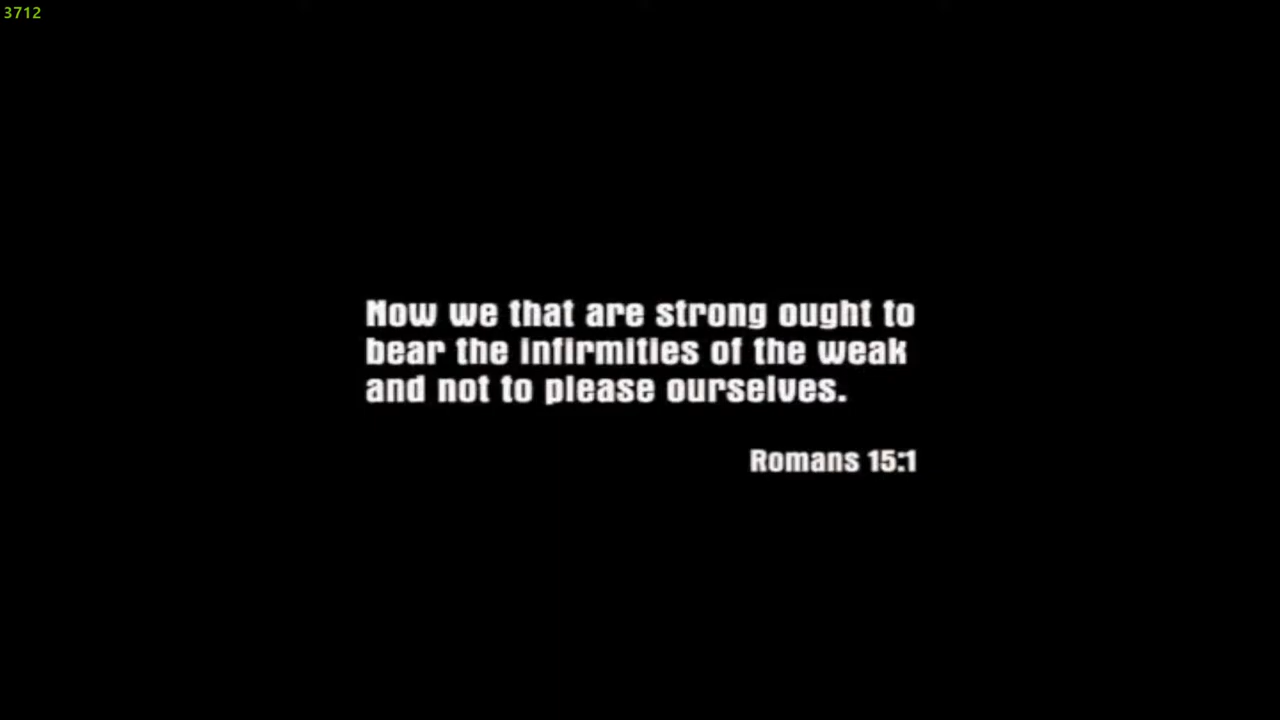 3712
Now we that are strong ought to
bear the infirmities of the weak
and not to please ourselves.
Romans 15:1